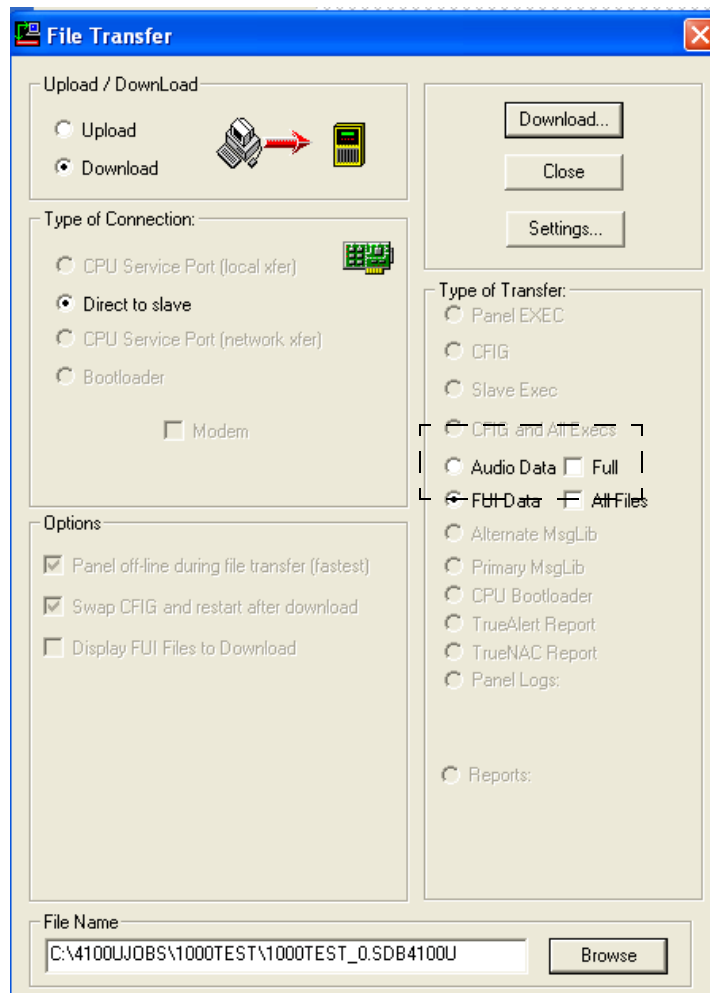 File Transfer
Upload / DownLoad
Upload
Download
Download...
Close
Settings...
Type of Connection:
CPU Service Port (local xfer)
Direct to slave
CPU Service Port (network xfer)
Bootloader
Modem
Type of Transfer:
Panel EXEC
CFIG
Slave Exec
CFIG and All Execs
Audio Data Full
FUI Data All Files
Alternate MsgLib
Primary MsgLib
CPU Bootloader
TrueAlert Report
TrueNAC Report
Panel Logs:
Reports:
Options
Panel off-line during file transfer (fastest)
Swap CFIG and restart after download
Display FUI Files to Download
File Name
C:\4100UJOBS\1000TEST\1000TEST_0.SDB4100U
Browse